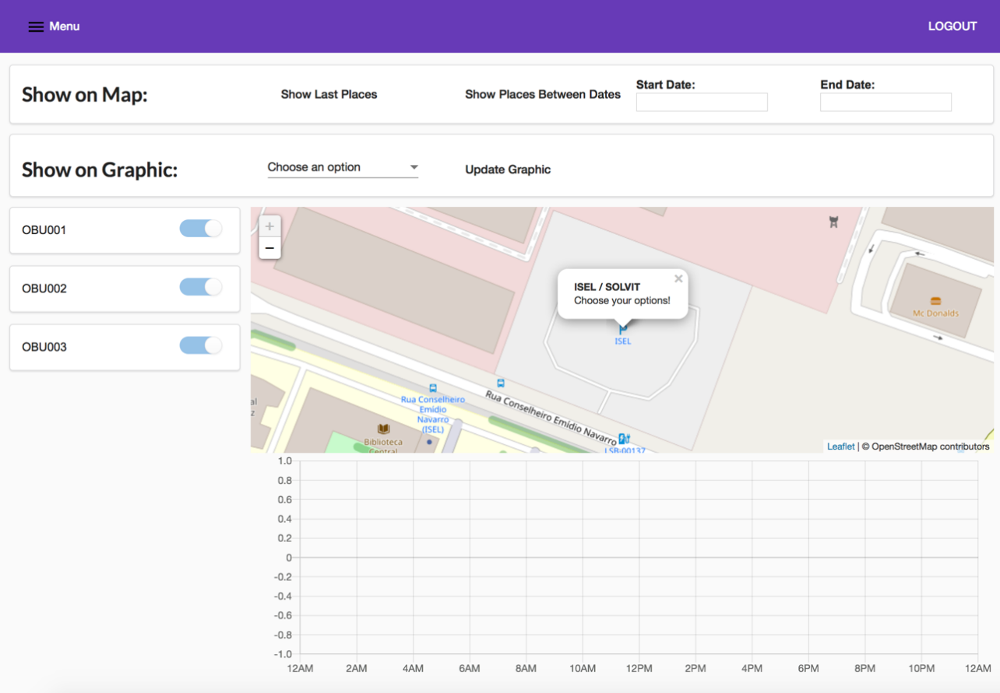 Menu
LOGOUT
Show on Map:
Show Last Places
Show Places Between Dates
Start Date:
End Date:
Show on Graphic:
Choose an option
Update Graphic
OBU001
OBU002
OBU003
+
−
ISEL / SOLVIT
×
Choose your options!
ISEL
Mc Donalds
Rua Conselheiro
Emídio
Navarro
(ISEL)
Rua Conselheiro Emídio Navarro
al
z
Biblioteca
Central
LSB-00137
Leaflet | © OpenStreetMap contributors
1.0
0.8
0.6
0.4
0.2
0
-0.2
-0.4
-0.6
-0.8
-1.0
12AM 2AM 4AM 6AM 8AM 10AM 12PM 2PM 4PM 6PM 8PM 10PM 12AM